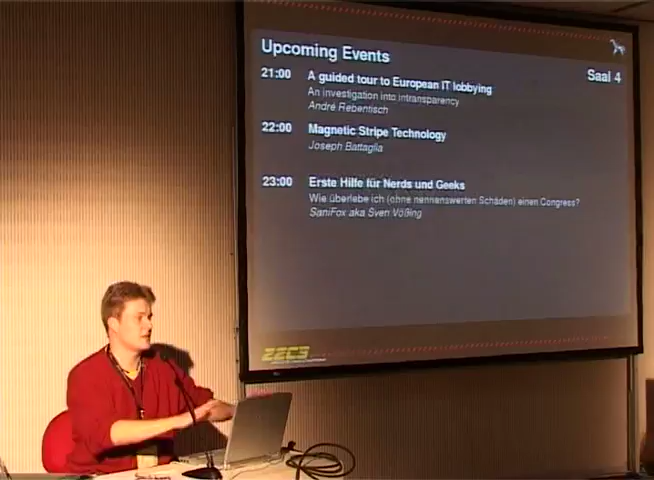 Upcoming Events
Saal 4
21:00 A guided tour to European IT lobbying
An investigation into intransparency
André Rebentisch
22:00 Magnetic Stripe Technology
Joseph Battaglia
23:00 Erste Hilfe für Nerds und Geeks
Wie überlebe ich (ohne nennenswerten Schäden) einen Congress?
SaniFox aka Sven Vößing
22C3